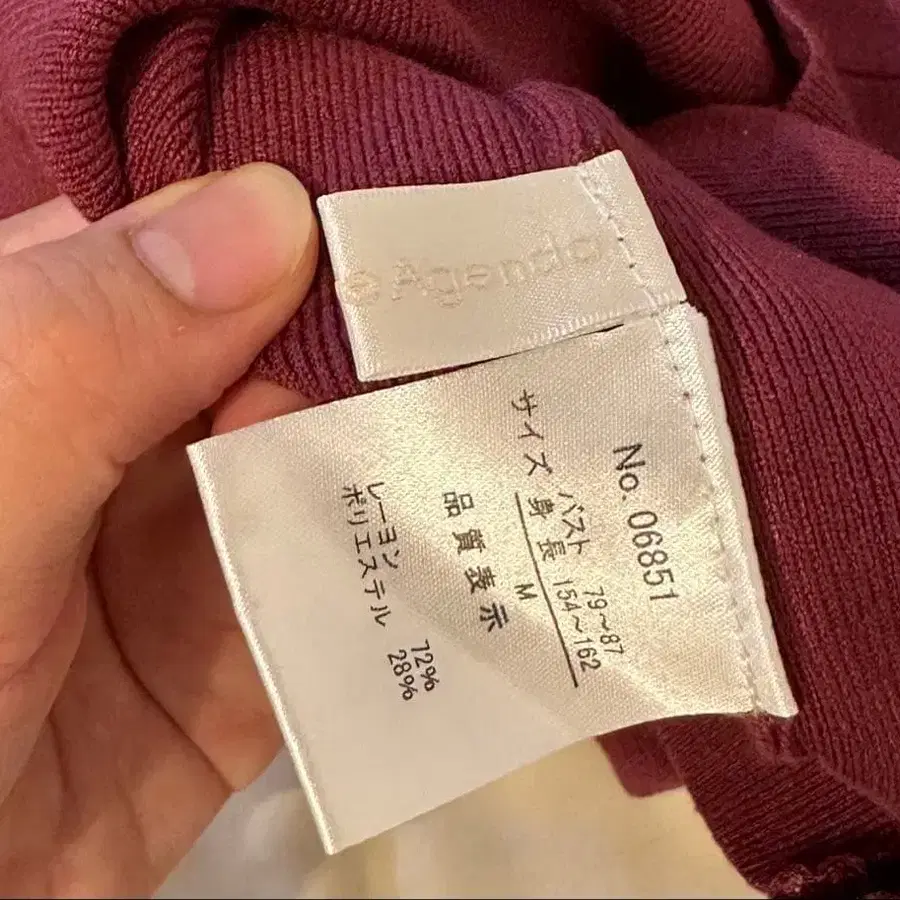 Agenda
No. 06851
サイズ
バスト 79〜87
身長 154〜162
M
品質表示
レーヨン 72%
ポリエステル 28%